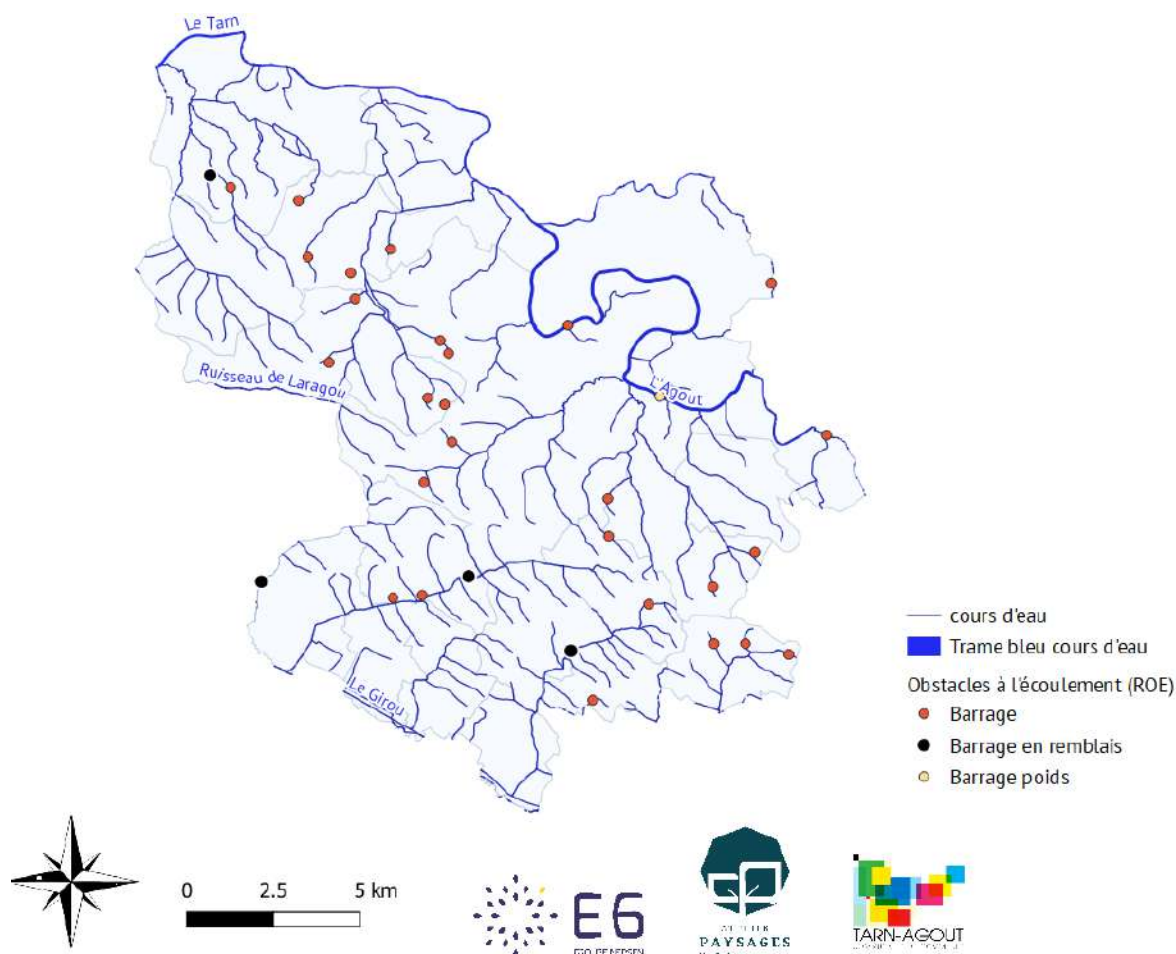 Le Tarn
Ruisseau de Laragou
L'Agout
Le Girou
cours d'eau
Trame bleu cours d'eau
Obstacles à l'écoulement (ROE)
Barrage
Barrage en remblais
Barrage poids
0 2.5 5 km
E6
ATELIER
PAYSAGES
TARN-AGOUT